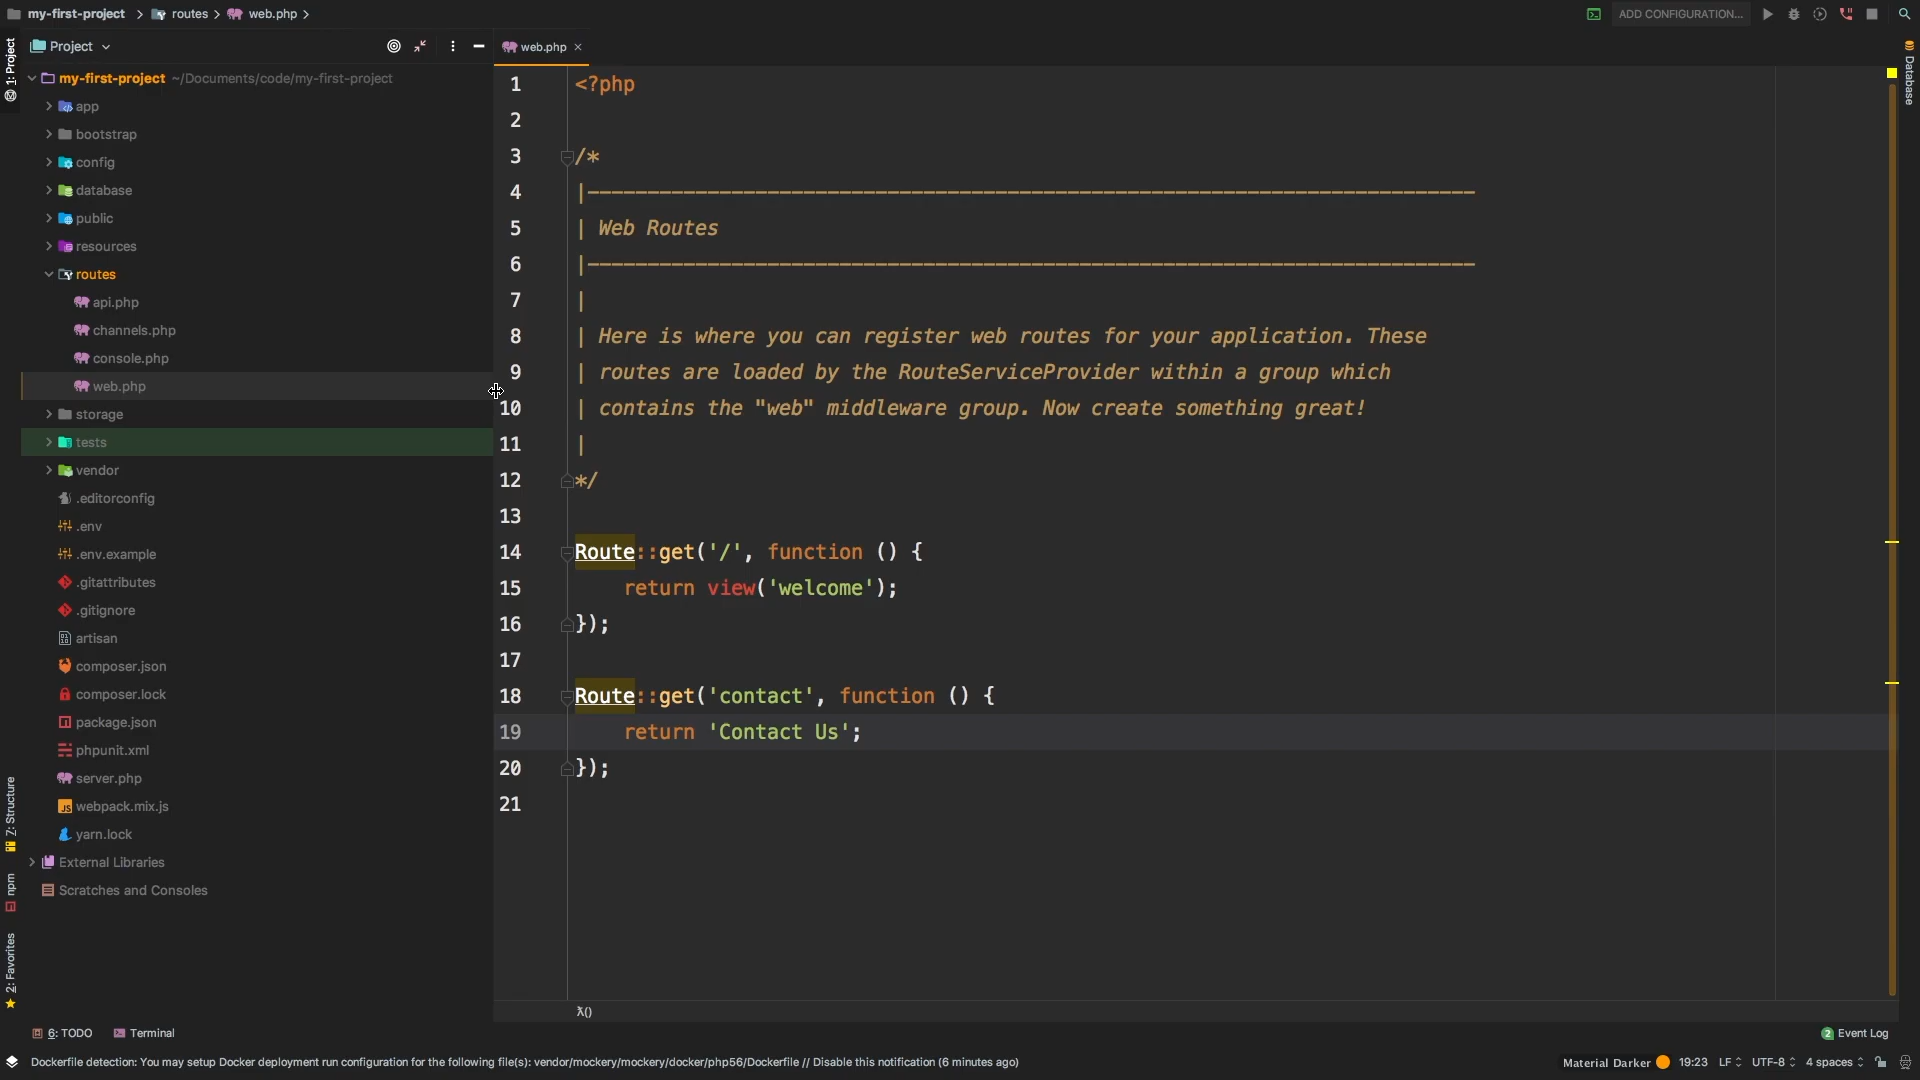 my-first-project > routes > web.php >
ADD CONFIGURATION...
1: Project
Project
my-first-project ~/Documents/code/my-first-project
app
bootstrap
config
database
public
resources
routes
api.php
channels.php
console.php
web.php
storage
tests
vendor
.editorconfig
.env
.env.example
.gitattributes
.gitignore
artisan
composer.json
composer.lock
package.json
phpunit.xml
server.php
webpack.mix.js
yarn.lock
External Libraries
Scratches and Consoles
Z: Structure
npm
2: Favorites
web.php
1 <?php
2
3 /*
4 |--------------------------------------------------------------------------
5 | Web Routes
6 |--------------------------------------------------------------------------
7 |
8 | Here is where you can register web routes for your application. These
9 | routes are loaded by the RouteServiceProvider within a group which
10 | contains the "web" middleware group. Now create something great!
11 |
12 */
13
14 Route::get('/', function () {
15     return view('welcome');
16 });
17
18 Route::get('contact', function () {
19     return 'Contact Us';
20 });
21
λ()
Database
6: TODO
Terminal
2 Event Log
Dockerfile detection: You may setup Docker deployment run configuration for the following file(s): vendor/mockery/mockery/docker/php56/Dockerfile // Disable this notification (6 minutes ago)
Material Darker 19:23 LF UTF-8 4 spaces